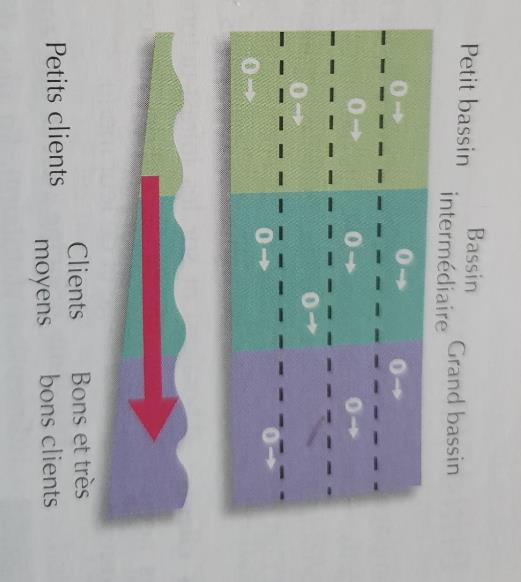 Petit bassin
Bassin
intermédiaire
Grand bassin
Petits clients
Clients
moyens
Bons et très
bons clients